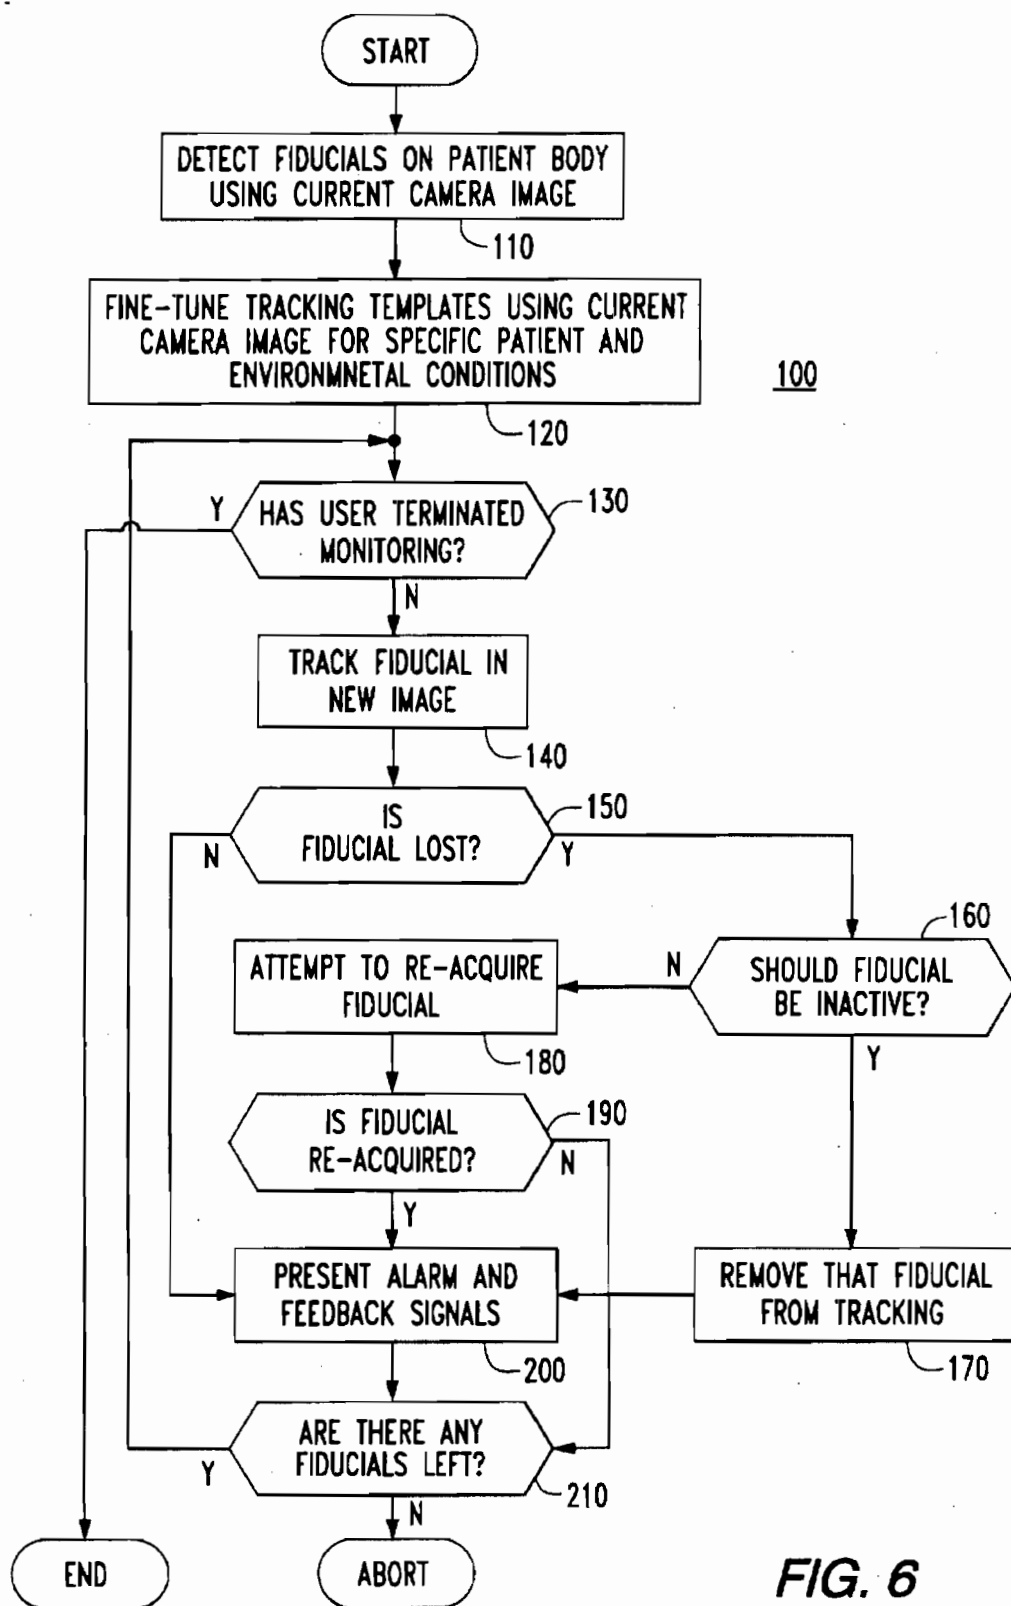 START
DETECT FIDUCIALS ON PATIENT BODY
USING CURRENT CAMERA IMAGE
110
FINE-TUNE TRACKING TEMPLATES USING CURRENT
CAMERA IMAGE FOR SPECIFIC PATIENT AND
ENVIRONMNETAL CONDITIONS
100
120
Y
HAS USER TERMINATED
MONITORING?
130
N
TRACK FIDUCIAL IN
NEW IMAGE
140
IS
FIDUCIAL LOST?
150
N
Y
160
SHOULD FIDUCIAL
BE INACTIVE?
N
Y
ATTEMPT TO RE-ACQUIRE
FIDUCIAL
180
IS FIDUCIAL
RE-ACQUIRED?
190
N
Y
PRESENT ALARM AND
FEEDBACK SIGNALS
200
REMOVE THAT FIDUCIAL
FROM TRACKING
170
ARE THERE ANY
FIDUCIALS LEFT?
Y
210
N
END
ABORT
FIG. 6